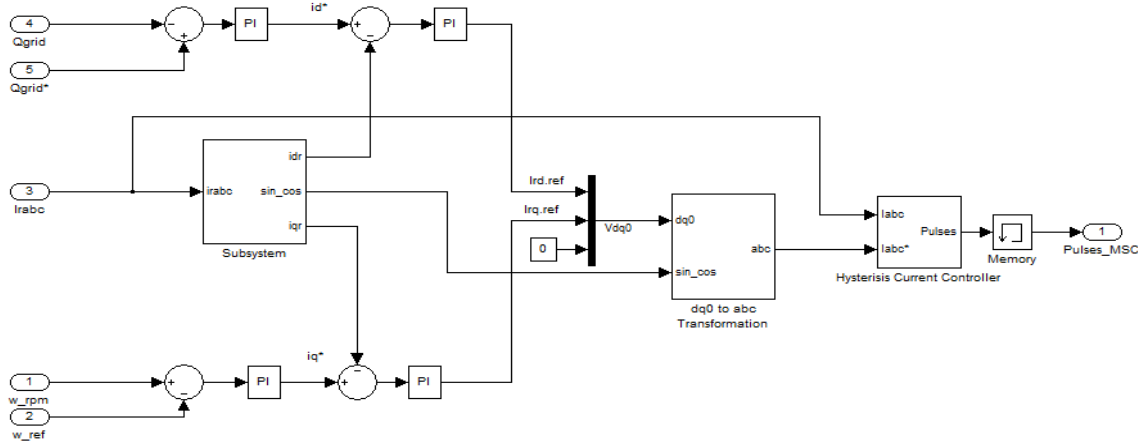 id*
4
Qgrid
PI
PI
5
Qgrid*
idr
3
Irabc
irabc
sin_cos
iqr
Subsystem
Ird.ref
Irq.ref
Vdq0
0
dq0
abc
sin_cos
dq0 to abc
Transformation
Iabc
Pulses
Iabc*
Hysterisis Current Controller
Memory
1
Pulses_MSC
iq*
1
w_rpm
PI
PI
2
w_ref